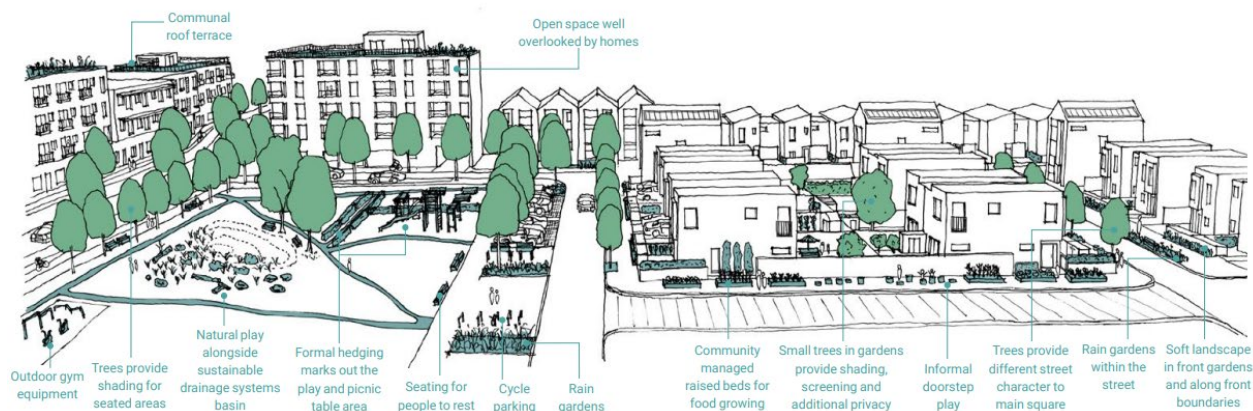 Communal
roof terrace
Open space well
overlooked by homes
Outdoor gym
equipment
Trees provide
shading for
seated areas
Natural play
alongside
sustainable
drainage systems
basin
Formal hedging
marks out the
play and picnic
table area
Seating for
people to rest
Cycle
parking
Rain
gardens
Community
managed
raised beds for
food growing
Small trees in gardens
provide shading,
screening and
additional privacy
Informal
doorstep
play
Trees provide
different street
character to
main square
Rain gardens
within the
street
Soft landscape
in front gardens
and along front
boundaries